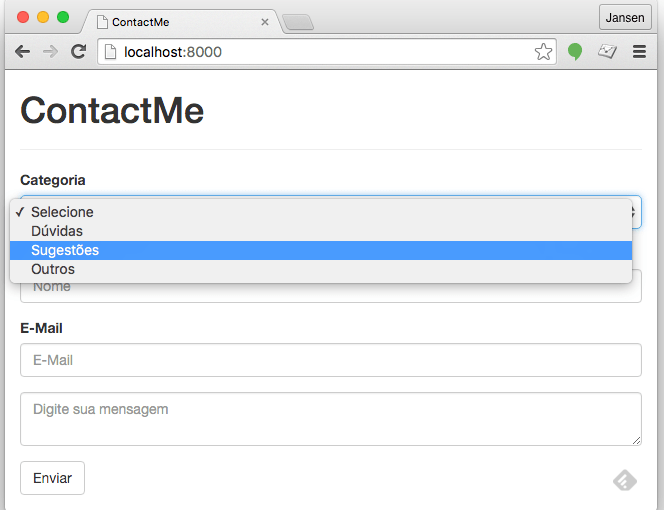 ContactMe
Jansen
localhost:8000
ContactMe
Categoria
✓ Selecione
Dúvidas
Sugestões
Outros
Nome
E-Mail
E-Mail
Digite sua mensagem
Enviar